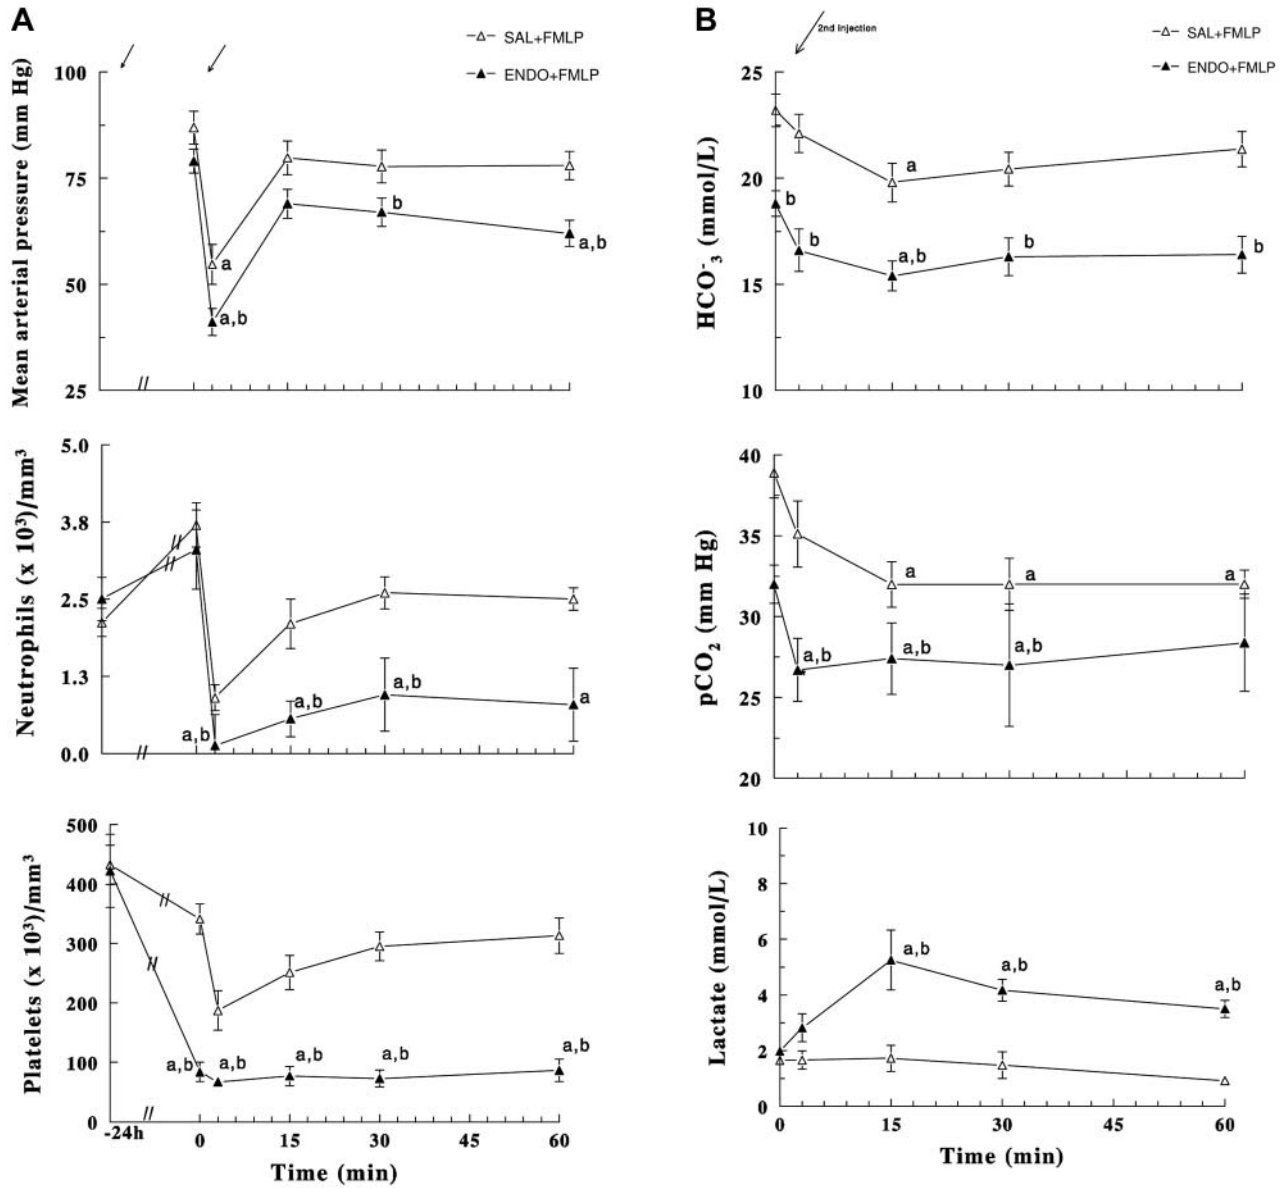 A
SAL+FMLP
ENDO+FMLP
Mean arterial pressure (mm Hg)
100
75
50
25
a
a,b
b
a,b
Neutrophils (x 10³)/mm³
5.0
3.8
2.5
1.3
0.0
a,b
a,b
a,b
a
Platelets (x 10³)/mm³
500
400
300
200
100
0
a,b
a,b
a,b
a,b
a,b
-24h
0
15
30
45
60
Time (min)
B
2nd injection
SAL+FMLP
ENDO+FMLP
HCO₃⁻ (mmol/L)
25
20
15
10
a
b
b
a,b
b
b
pCO₂ (mm Hg)
40
35
30
25
20
a
a
a
a,b
a,b
a,b
Lactate (mmol/L)
10
8
6
4
2
0
a,b
a,b
a,b
0
15
30
45
60
Time (min)